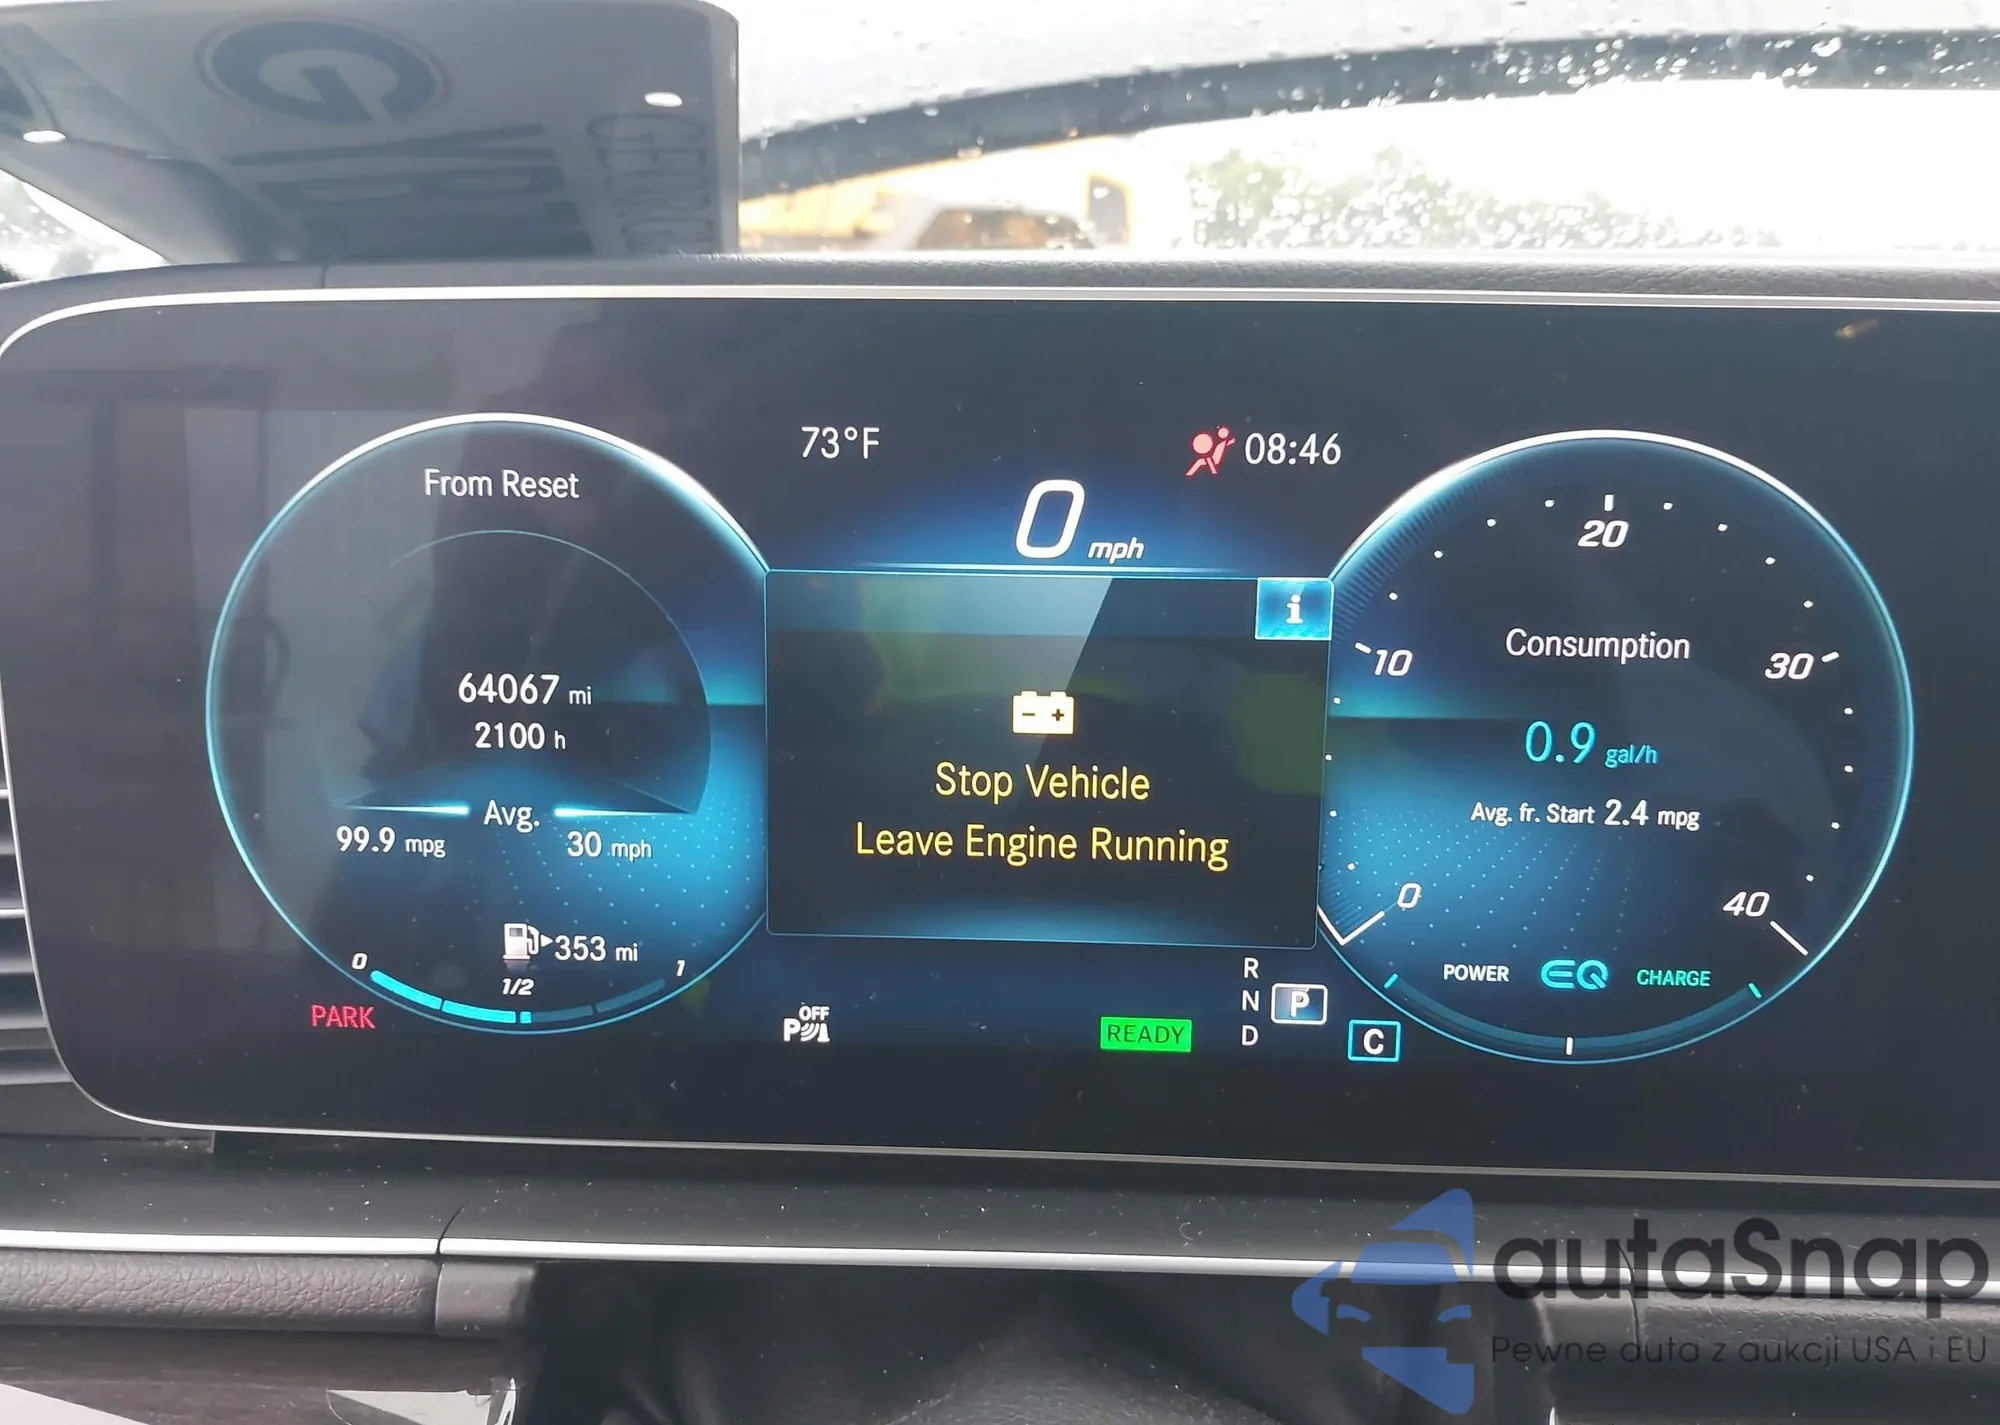 G
GEORGE
73°F
08:46
0 mph
From Reset
64067 mi
2100 h
Avg.
99.9 mpg
30 mph
353 mi
0
1/2
1
PARK
i
- +
Stop Vehicle
Leave Engine Running
OFF
P
READY
R
N
D
P
C
0
10
20
30
40
Consumption
0.9 gal/h
Avg. fr. Start 2.4 mpg
POWER
EQ
CHARGE
autoSnap
Pewne auta z aukcji USA i EU